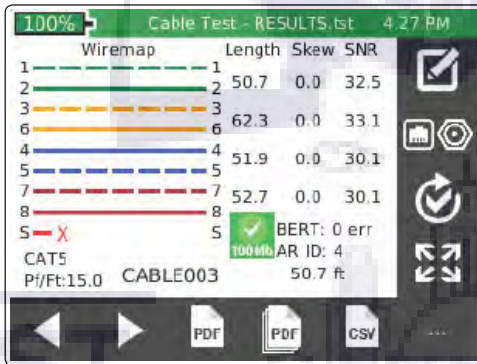 100% Cable Test - RESULTS.tst 4:27 PM
Wiremap Length Skew SNR
1 1
2 2 50.7 0.0 32.5
3 3
6 6 62.3 0.0 33.1
4 4
5 5 51.9 0.0 30.1
7 7
8 8 52.7 0.0 30.1
S X S
BERT: 0 err
100 Mb AR ID: 4
CAT5
50.7 ft
Pf/Ft:15.0 CABLE003
PDF PDF CSV ...